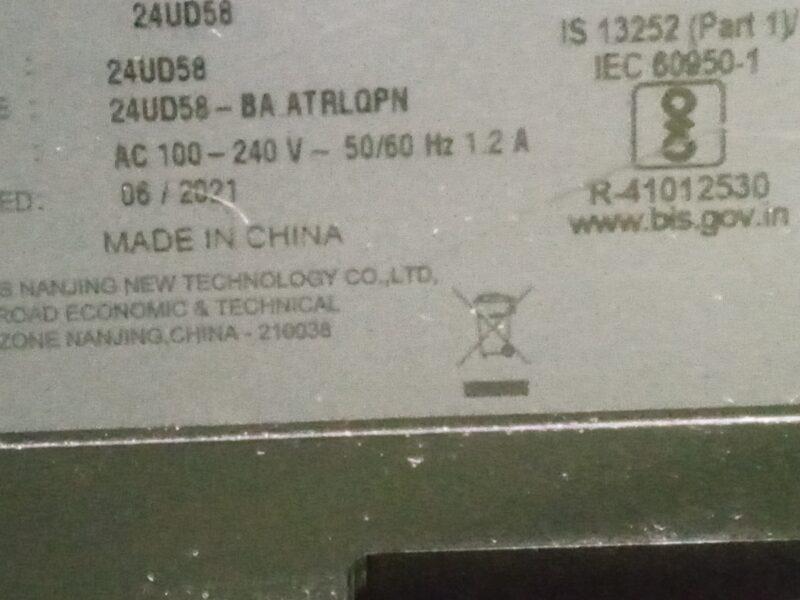 24UD58
: 24UD58
: 24UD58-BA.ATRLQPN
: AC 100-240 V ~ 50/60 Hz 1.2 A
ED: 06 / 2021
MADE IN CHINA
S NANJING NEW TECHNOLOGY CO.,LTD,
ROAD ECONOMIC & TECHNICAL
ZONE NANJING,CHINA - 210038
IS 13252 (Part 1)/
IEC 60950-1
R-41012530
www.bis.gov.in